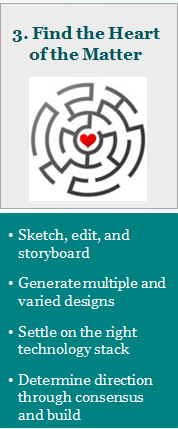 3. Find the Heart
of the Matter
• Sketch, edit, and
storyboard
• Generate multiple and
varied designs
• Settle on the right
technology stack
• Determine direction
through consensus
and build